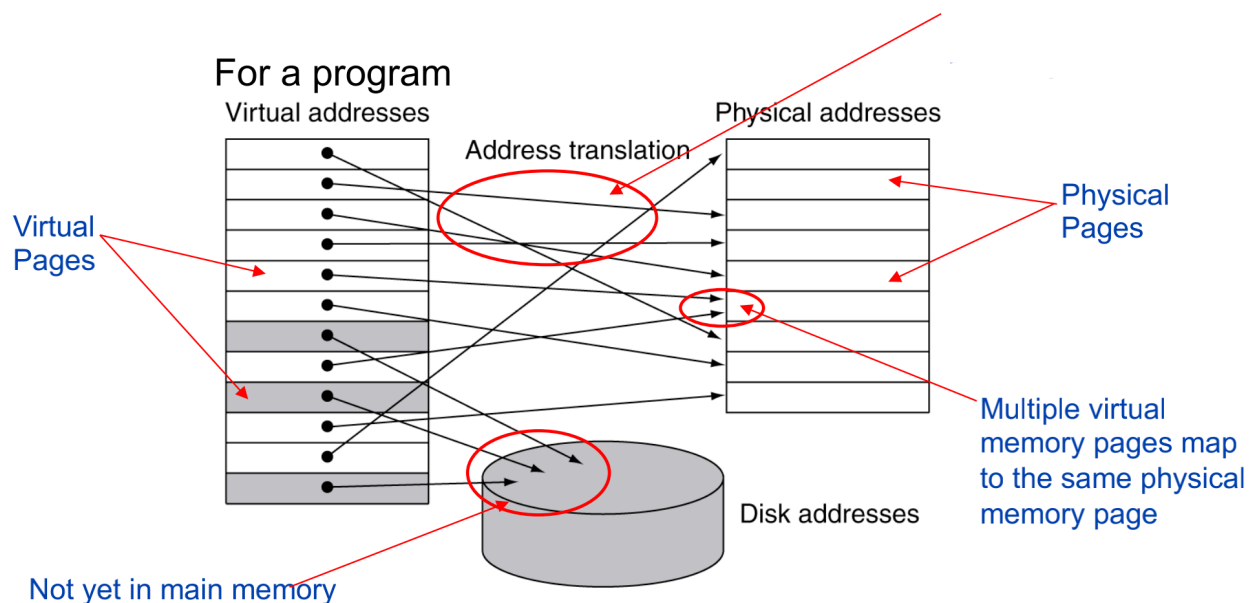 For a program
Virtual addresses
Physical addresses
Address translation
Virtual
Pages
Physical
Pages
Multiple virtual
memory pages map
to the same physical
memory page
Disk addresses
Not yet in main memory